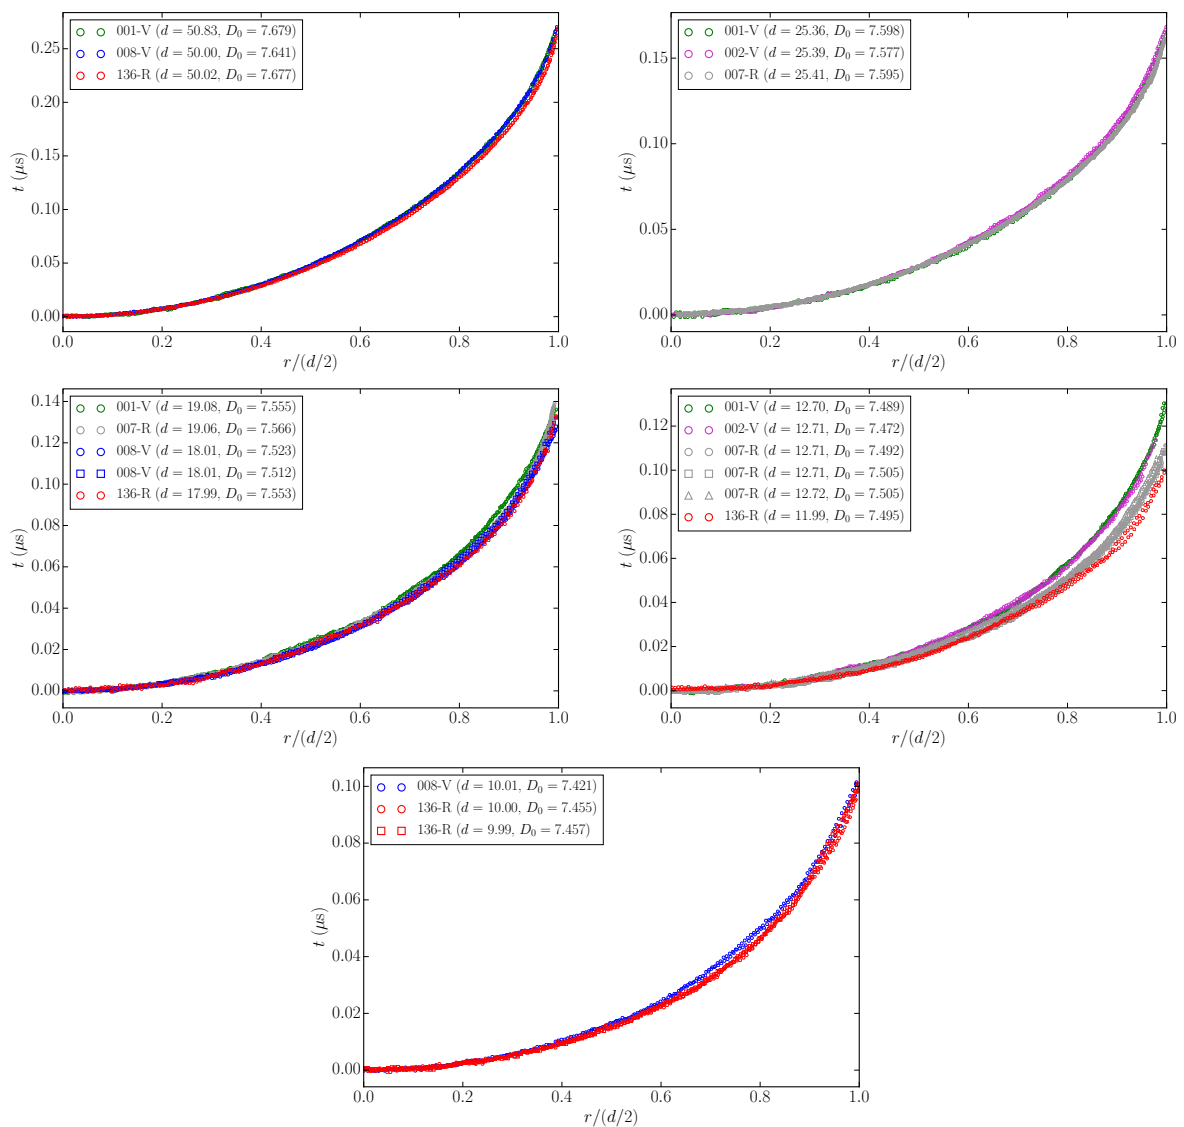 0.25
0.20
0.15
0.10
0.05
0.00
t (μs)
001-V (d = 50.83, D₀ = 7.679)
008-V (d = 50.00, D₀ = 7.641)
136-R (d = 50.02, D₀ = 7.677)
0.0 0.2 0.4 0.6 0.8 1.0
r/(d/2)
0.15
0.10
0.05
0.00
t (μs)
001-V (d = 25.36, D₀ = 7.598)
002-V (d = 25.39, D₀ = 7.577)
007-R (d = 25.41, D₀ = 7.595)
0.0 0.2 0.4 0.6 0.8 1.0
r/(d/2)
0.14
0.12
0.10
0.08
0.06
0.04
0.02
0.00
t (μs)
001-V (d = 19.08, D₀ = 7.555)
007-R (d = 19.06, D₀ = 7.566)
008-V (d = 18.01, D₀ = 7.523)
008-V (d = 18.01, D₀ = 7.512)
136-R (d = 17.99, D₀ = 7.553)
0.0 0.2 0.4 0.6 0.8 1.0
r/(d/2)
0.12
0.10
0.08
0.06
0.04
0.02
0.00
t (μs)
001-V (d = 12.70, D₀ = 7.489)
002-V (d = 12.71, D₀ = 7.472)
007-R (d = 12.71, D₀ = 7.492)
007-R (d = 12.71, D₀ = 7.505)
007-R (d = 12.72, D₀ = 7.505)
136-R (d = 11.99, D₀ = 7.495)
0.0 0.2 0.4 0.6 0.8 1.0
r/(d/2)
0.10
0.08
0.06
0.04
0.02
0.00
t (μs)
008-V (d = 10.01, D₀ = 7.421)
136-R (d = 10.00, D₀ = 7.455)
136-R (d = 9.99, D₀ = 7.457)
0.0 0.2 0.4 0.6 0.8 1.0
r/(d/2)